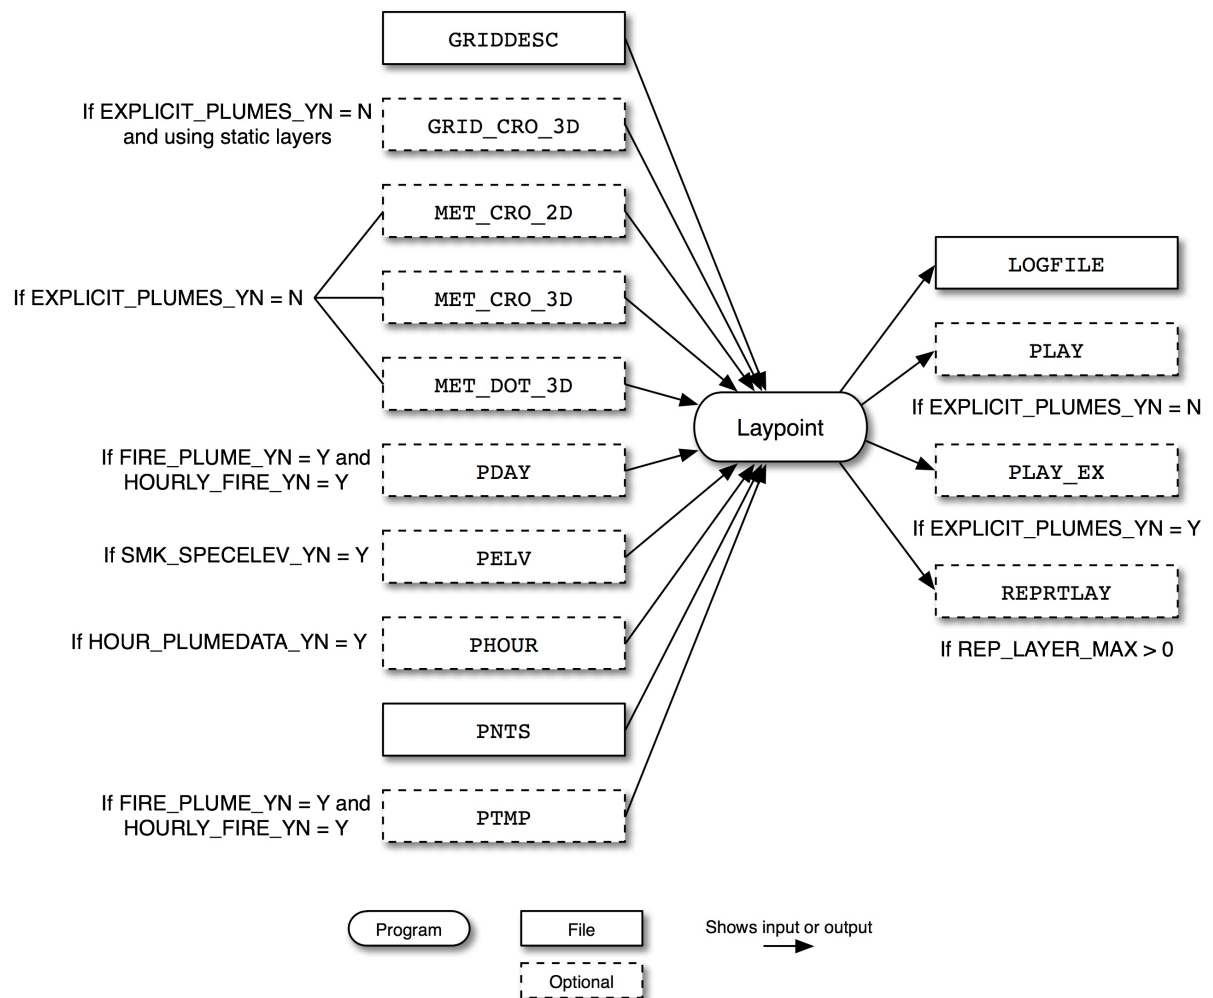 GRIDDESC
If EXPLICIT_PLUMES_YN = N
and using static layers
GRID_CRO_3D
MET_CRO_2D
If EXPLICIT_PLUMES_YN = N
MET_CRO_3D
MET_DOT_3D
If FIRE_PLUME_YN = Y and
HOURLY_FIRE_YN = Y
PDAY
If SMK_SPECELEV_YN = Y
PELV
If HOUR_PLUMEDATA_YN = Y
PHOUR
PNTS
If FIRE_PLUME_YN = Y and
HOURLY_FIRE_YN = Y
PTMP
Laypoint
LOGFILE
PLAY
If EXPLICIT_PLUMES_YN = N
PLAY_EX
If EXPLICIT_PLUMES_YN = Y
REPRTLAY
If REP_LAYER_MAX > 0
Program
File
Optional
Shows input or output